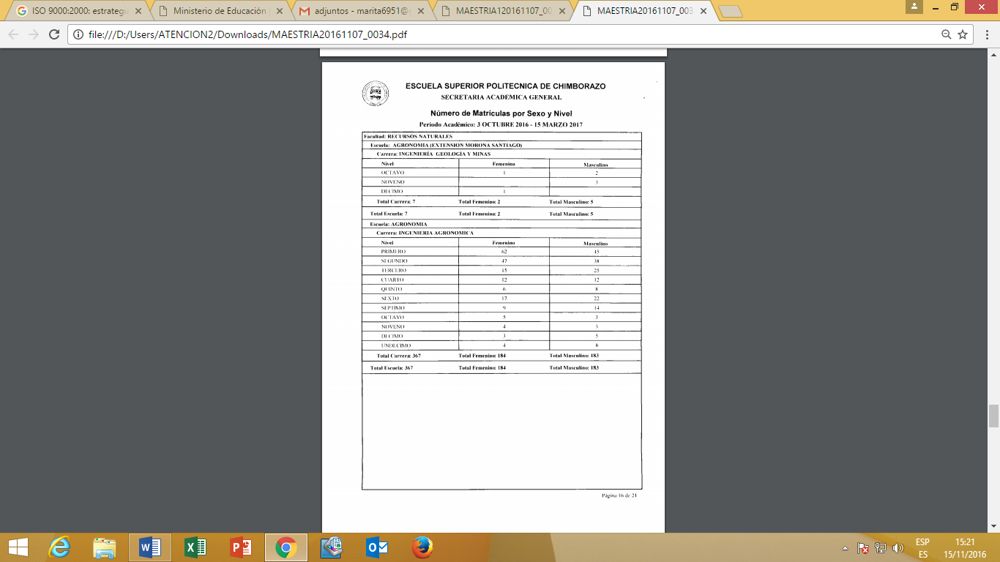 ISO 9000:2000: estrategi
Ministerio de Educación
adjuntos - marita6951@
MAESTRIA120161107_00
MAESTRIA20161107_003
file:///D:/Users/ATENCION2/Downloads/MAESTRIA20161107_0034.pdf
ESCUELA SUPERIOR POLITECNICA DE CHIMBORAZO
SECRETARIA ACADEMICA GENERAL
Número de Matrículas por Sexo y Nivel
Período Académico: 3 OCTUBRE 2016 - 15 MARZO 2017
Facultad: RECURSOS NATURALES
Escuela: AGRONOMIA (EXTENSION MORONA SANTIAGO)
Carrera: INGENIERÍA GEOLOGÍA Y MINAS
Nivel Femenino Masculino
OCTAVO 1 2
NOVENO 3
DECIMO 1
Total Carrera: 7 Total Femenino: 2 Total Masculino: 5
Total Escuela: 7 Total Femenino: 2 Total Masculino: 5
Escuela: AGRONOMIA
Carrera: INGENIERIA AGRONOMICA
Nivel Femenino Masculino
PRIMERO 62 45
SEGUNDO 47 38
TERCERO 15 25
CUARTO 12 12
QUINTO 6 8
SEXTO 17 22
SEPTIMO 9 14
OCTAVO 5 3
NOVENO 4 3
DECIMO 3 5
UNDECIMO 4 8
Total Carrera: 367 Total Femenino: 184 Total Masculino: 183
Total Escuela: 367 Total Femenino: 184 Total Masculino: 183
Página 16 de 21
ESP 15:21
ES 15/11/2016